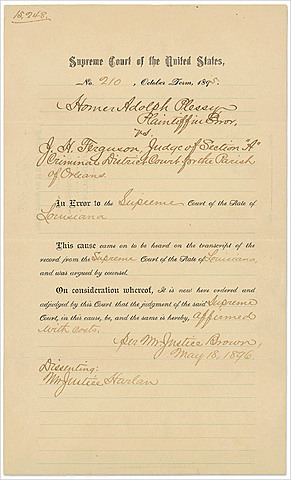 15,248.
Supreme Court of the United States,
No. 210, October Term, 1895.
Homer Adolph Plessy,
Plaintiff in Error,
vs.
J. H. Ferguson, Judge of Section "A"
Criminal District Court for the Parish
of Orleans.
In Error to the Supreme Court of the State of
Louisiana
This cause came on to be heard on the transcript of the
record from the Supreme Court of the State of Louisiana,
and was argued by counsel.
On consideration whereof, It is now here ordered and
adjudged by this Court that the judgment of the said Supreme
Court, in this cause, be, and the same is hereby, affirmed
with costs.
Per Mr. Justice Brown,
May 18, 1896.
Dissenting:
Mr. Justice Harlan